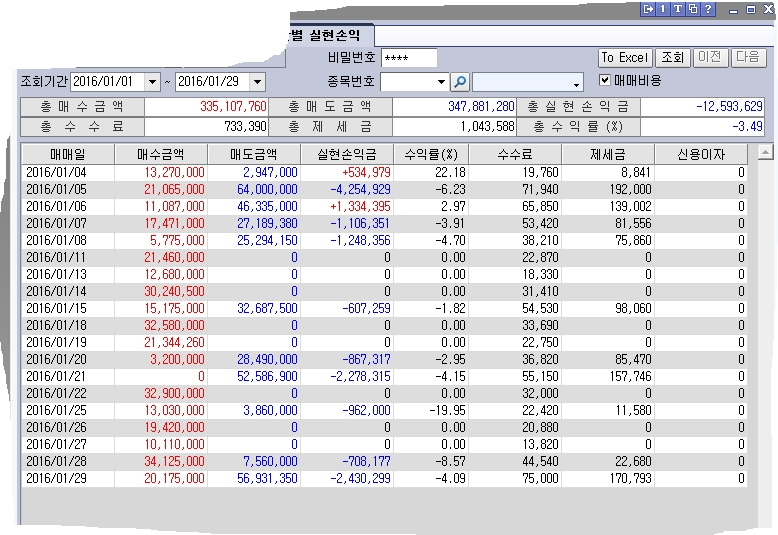 별 실현손익
비밀번호 ****
To Excel 조회 이전 다음
조회기간 2016/01/01 ~ 2016/01/29 종목번호 매매비용
총 매 수 금 액 335,107,760 총 매 도 금 액 347,881,280 총 실 현 손 익 금 -12,593,629
총 수 수 료 733,390 총 제 세 금 1,043,588 총 수 익 률 (%) -3.49
매매일 매수금액 매도금액 실현손익금 수익률(%) 수수료 제세금 신용이자
2016/01/04 13,270,000 2,947,000 +534,979 22.18 19,760 8,841 0
2016/01/05 21,065,000 64,000,000 -4,254,929 -6.23 71,940 192,000 0
2016/01/06 11,087,000 46,335,000 +1,334,395 2.97 65,850 139,002 0
2016/01/07 17,471,000 27,189,380 -1,106,351 -3.91 53,420 81,556 0
2016/01/08 5,775,000 25,294,150 -1,248,356 -4.70 38,210 75,860 0
2016/01/11 21,460,000 0 0 0.00 22,870 0 0
2016/01/13 12,680,000 0 0 0.00 18,330 0 0
2016/01/14 30,240,500 0 0 0.00 31,410 0 0
2016/01/15 15,175,000 32,687,500 -607,259 -1.82 54,530 98,060 0
2016/01/18 32,580,000 0 0 0.00 33,690 0 0
2016/01/19 21,344,260 0 0 0.00 22,750 0 0
2016/01/20 3,200,000 28,490,000 -867,317 -2.95 36,820 85,470 0
2016/01/21 0 52,586,900 -2,278,315 -4.15 55,150 157,746 0
2016/01/22 32,900,000 0 0 0.00 32,000 0 0
2016/01/25 13,030,000 3,860,000 -962,000 -19.95 22,420 11,580 0
2016/01/26 19,420,000 0 0 0.00 20,880 0 0
2016/01/27 10,110,000 0 0 0.00 13,820 0 0
2016/01/28 34,125,000 7,560,000 -708,177 -8.57 44,540 22,680 0
2016/01/29 20,175,000 56,931,350 -2,430,299 -4.09 75,000 170,793 0